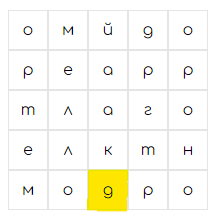 о м й д о
р е а р р
т л а г о
е л к т н
м о д р о